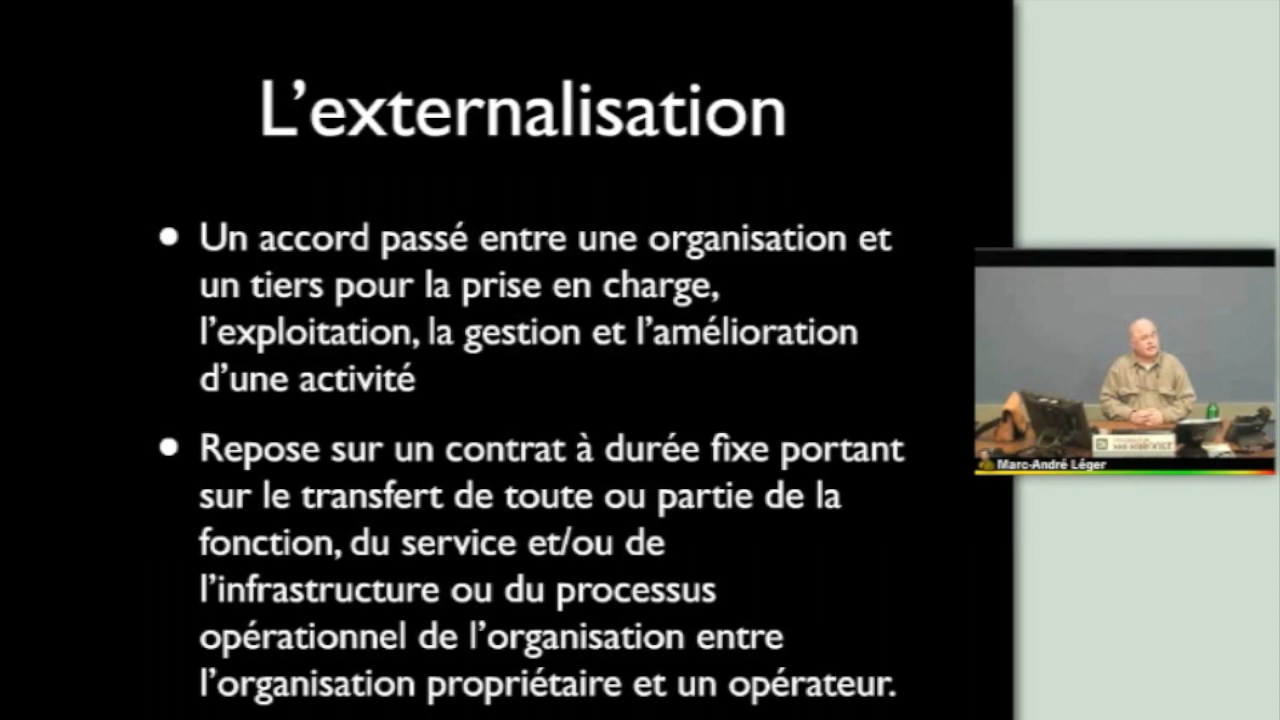 L’externalisation
• Un accord passé entre une organisation et
un tiers pour la prise en charge,
l’exploitation, la gestion et l’amélioration
d’une activité
• Repose sur un contrat à durée fixe portant
sur le transfert de toute ou partie de la
fonction, du service et/ou de
l’infrastructure ou du processus
opérationnel de l’organisation entre
l’organisation propriétaire et un opérateur.
Marc-André Léger